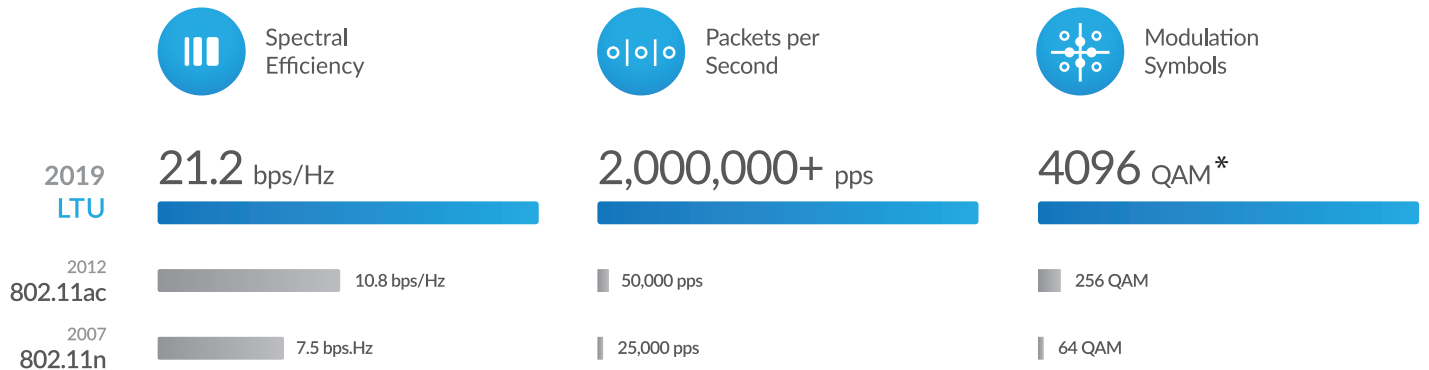 Spectral
Efficiency
Packets per
Second
Modulation
Symbols
2019
LTU
21.2 bps/Hz
2,000,000+ pps
4096 QAM*
2012
802.11ac
10.8 bps/Hz
50,000 pps
256 QAM
2007
802.11n
7.5 bps.Hz
25,000 pps
64 QAM